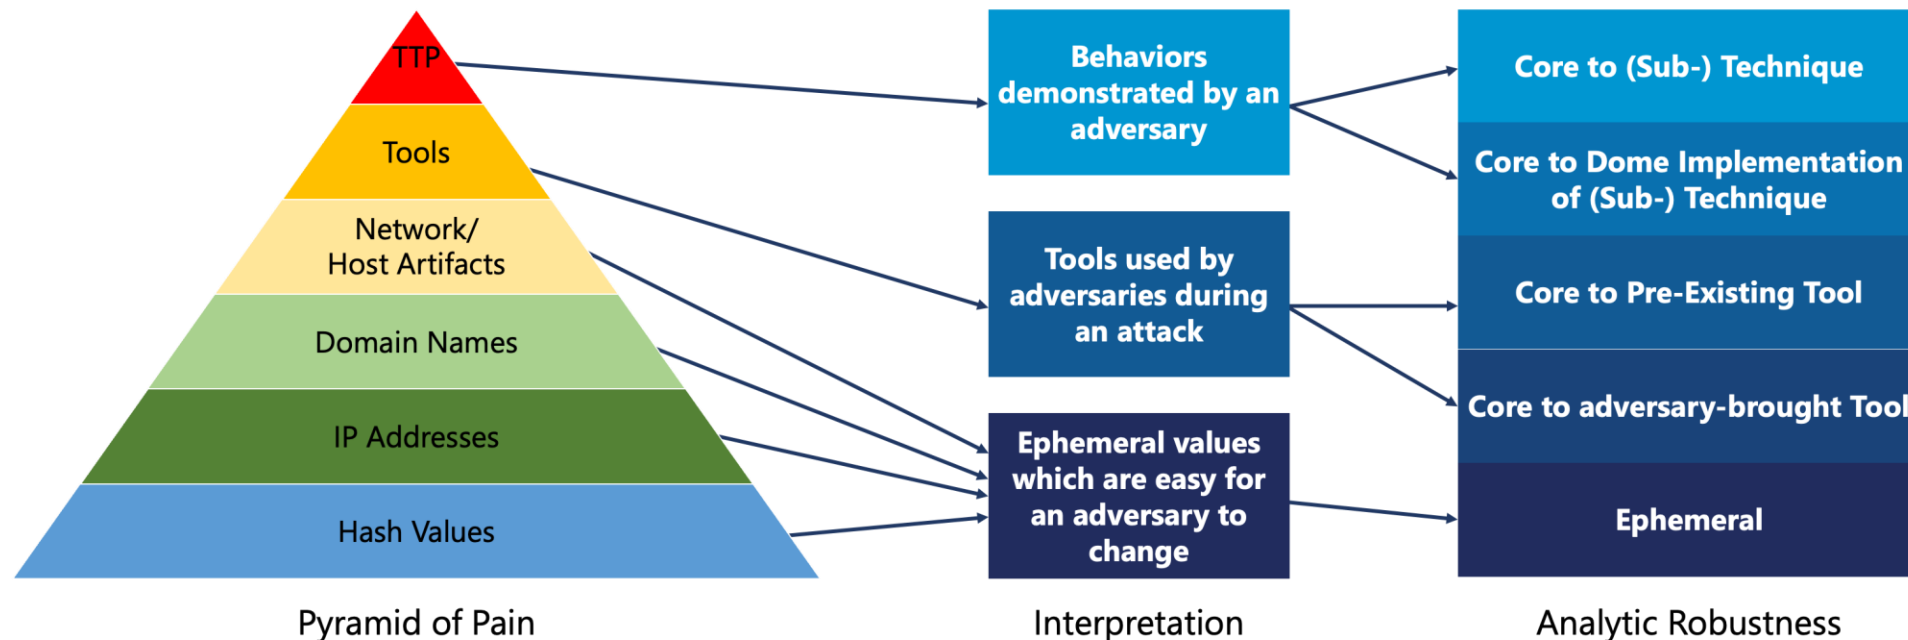 TTP
Tools
Network/
Host Artifacts
Domain Names
IP Addresses
Hash Values
Pyramid of Pain
Behaviors
demonstrated by an
adversary
Tools used by
adversaries during
an attack
Ephemeral values
which are easy for
an adversary to
change
Interpretation
Core to (Sub-) Technique
Core to Dome Implementation
of (Sub-) Technique
Core to Pre-Existing Tool
Core to adversary-brought Tool
Ephemeral
Analytic Robustness